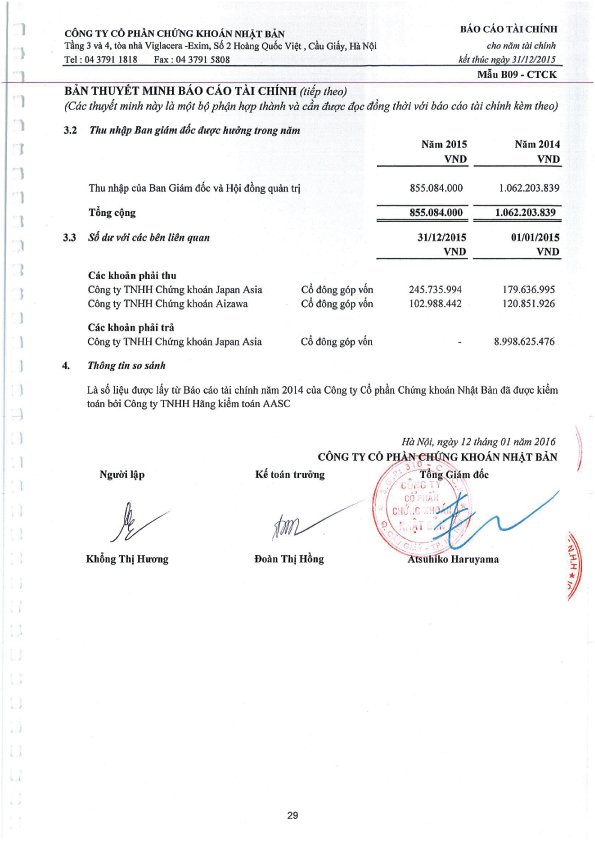 CÔNG TY CỔ PHẦN CHỨNG KHOÁN NHẬT BẢN BÁO CÁO TÀI CHÍNH
Tầng 3 và 4, tòa nhà Viglacera -Exim, Số 2 Hoàng Quốc Việt , Cầu Giấy, Hà Nội cho năm tài chính
Tel : 04 3791 1818 Fax : 04 3791 5808 kết thúc ngày 31/12/2015
Mẫu B09 - CTCK
BẢN THUYẾT MINH BÁO CÁO TÀI CHÍNH (tiếp theo)
(Các thuyết minh này là một bộ phận hợp thành và cần được đọc đồng thời với báo cáo tài chính kèm theo)
3.2 Thu nhập Ban giám đốc được hưởng trong năm
Năm 2015 Năm 2014
VND VND
Thu nhập của Ban Giám đốc và Hội đồng quản trị 855.084.000 1.062.203.839
Tổng cộng 855.084.000 1.062.203.839
3.3 Số dư với các bên liên quan 31/12/2015 01/01/2015
VND VND
Các khoản phải thu
Công ty TNHH Chứng khoán Japan Asia Cổ đông góp vốn 245.735.994 179.636.995
Công ty TNHH Chứng khoán Aizawa Cổ đông góp vốn 102.988.442 120.851.926
Các khoản phải trả
Công ty TNHH Chứng khoán Japan Asia Cổ đông góp vốn - 8.998.625.476
4. Thông tin so sánh
Là số liệu được lấy từ Báo cáo tài chính năm 2014 của Công ty Cổ phần Chứng khoán Nhật Bản đã được kiểm
toán bởi Công ty TNHH Hãng kiểm toán AASC
Hà Nội, ngày 12 tháng 01 năm 2016
CÔNG TY CỔ PHẦN CHỨNG KHOÁN NHẬT BẢN
Người lập Kế toán trưởng Tổng Giám đốc
CÔNG TY
CỔ PHẦN
CHỨNG KHOÁN
NHẬT BẢN
Khổng Thị Hương Đoàn Thị Hồng Atsuhiko Haruyama
29